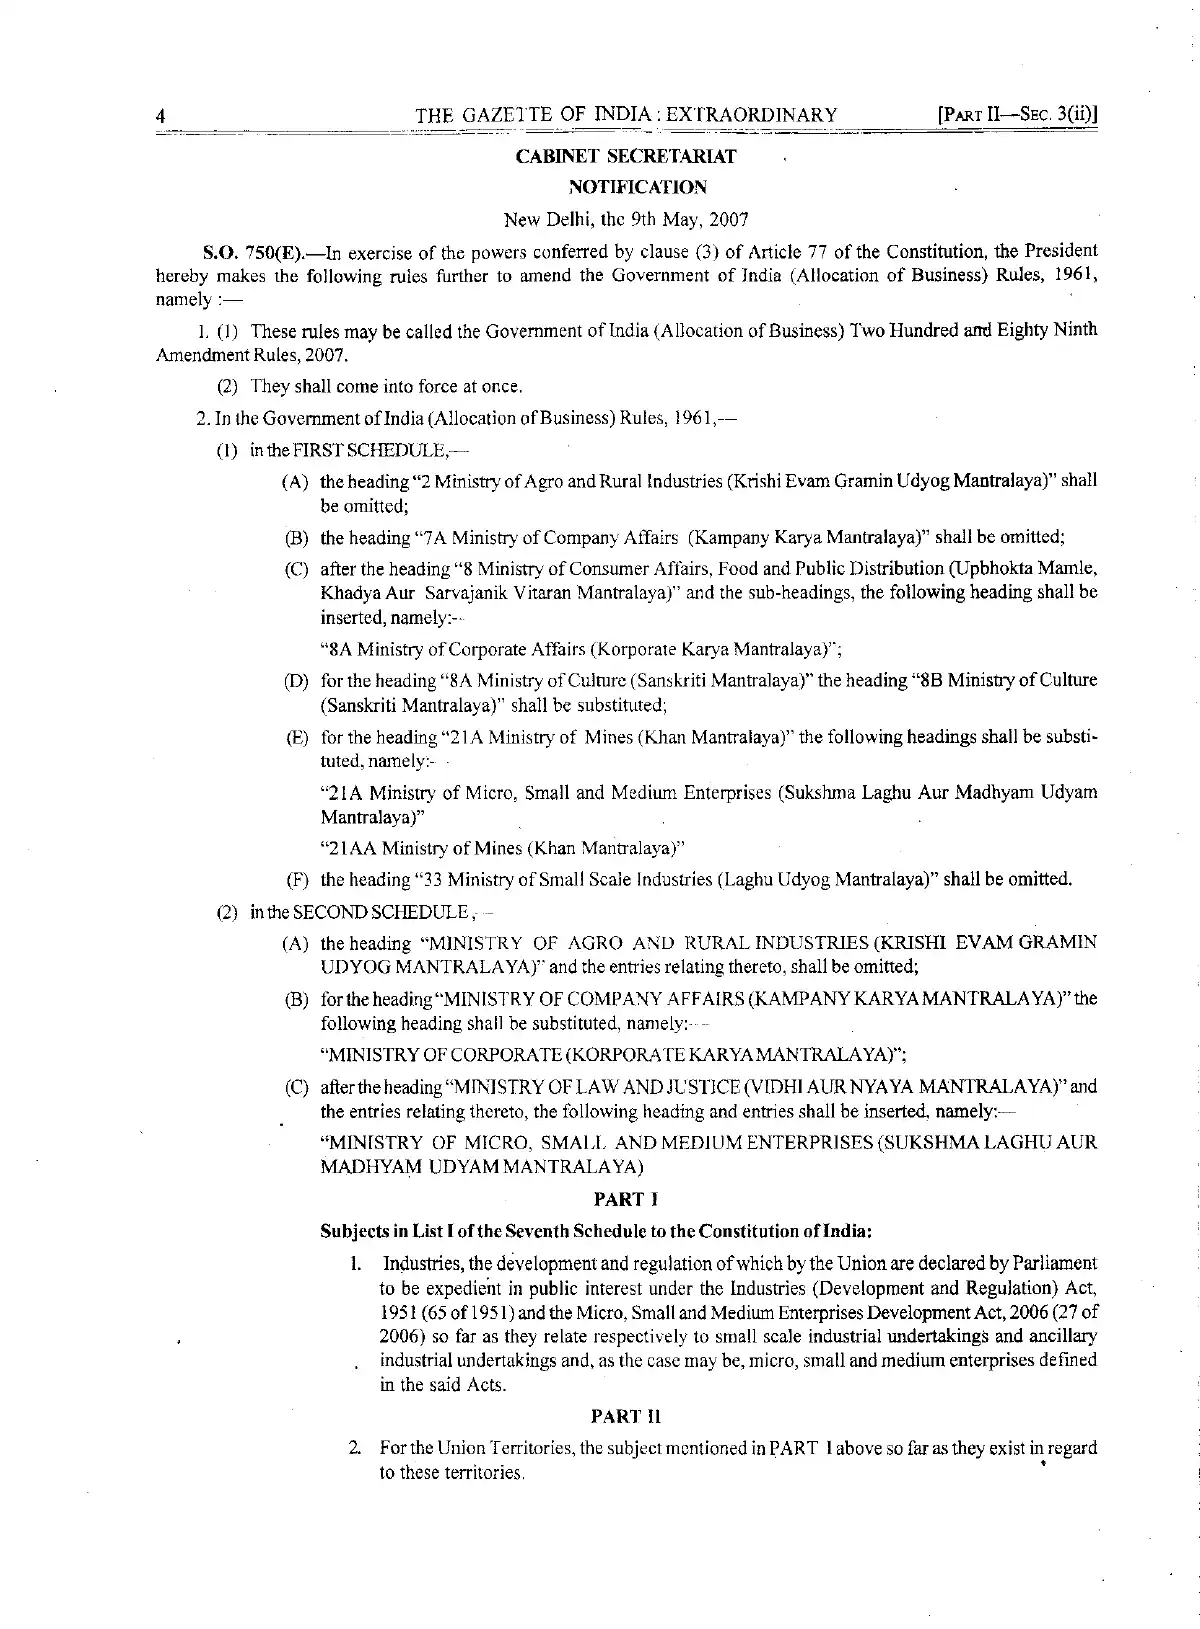 4 THE GAZETTE OF INDIA : EXTRAORDINARY [PART II—SEC. 3(ii)]
CABINET SECRETARIAT
NOTIFICATION
New Delhi, the 9th May, 2007
S.O. 750(E).—In exercise of the powers conferred by clause (3) of Article 77 of the Constitution, the President
hereby makes the following rules further to amend the Government of India (Allocation of Business) Rules, 1961,
namely :—
1. (1) These rules may be called the Government of India (Allocation of Business) Two Hundred and Eighty Ninth
Amendment Rules, 2007.
(2) They shall come into force at once.
2. In the Government of India (Allocation of Business) Rules, 1961,—
(1) in the FIRST SCHEDULE,—
(A) the heading “2 Ministry of Agro and Rural Industries (Krishi Evam Gramin Udyog Mantralaya)” shall
be omitted;
(B) the heading “7A Ministry of Company Affairs (Kampany Karya Mantralaya)” shall be omitted;
(C) after the heading “8 Ministry of Consumer Affairs, Food and Public Distribution (Upbhokta Mamle,
Khadya Aur Sarvajanik Vitaran Mantralaya)” and the sub-headings, the following heading shall be
inserted, namely:--
“8A Ministry of Corporate Affairs (Korporate Karya Mantralaya)”;
(D) for the heading “8A Ministry of Culture (Sanskriti Mantralaya)” the heading “8B Ministry of Culture
(Sanskriti Mantralaya)” shall be substituted;
(E) for the heading “21A Ministry of Mines (Khan Mantralaya)” the following headings shall be substi-
tuted, namely:- -
“21A Ministry of Micro, Small and Medium Enterprises (Sukshma Laghu Aur Madhyam Udyam
Mantralaya)”
“21AA Ministry of Mines (Khan Mantralaya)”
(F) the heading “33 Ministry of Small Scale Industries (Laghu Udyog Mantralaya)” shall be omitted.
(2) in the SECOND SCHEDULE ,- –
(A) the heading “MINISTRY OF AGRO AND RURAL INDUSTRIES (KRISHI EVAM GRAMIN
UDYOG MANTRALAYA)” and the entries relating thereto, shall be omitted;
(B) for the heading “MINISTRY OF COMPANY AFFAIRS (KAMPANY KARYA MANTRALAYA)” the
following heading shall be substituted, namely:- –
“MINISTRY OF CORPORATE (KORPORATE KARYA MANTRALAYA)”;
(C) after the heading “MINISTRY OF LAW AND JUSTICE (VIDHI AUR NYAYA MANTRALAYA)” and
the entries relating thereto, the following heading and entries shall be inserted, namely:—
“MINISTRY OF MICRO, SMALL AND MEDIUM ENTERPRISES (SUKSHMA LAGHU AUR
MADHYAM UDYAM MANTRALAYA)
PART I
Subjects in List I of the Seventh Schedule to the Constitution of India:
1. Industries, the development and regulation of which by the Union are declared by Parliament
to be expedient in public interest under the Industries (Development and Regulation) Act,
1951 (65 of 1951) and the Micro, Small and Medium Enterprises Development Act, 2006 (27 of
2006) so far as they relate respectively to small scale industrial undertakings and ancillary
industrial undertakings and, as the case may be, micro, small and medium enterprises defined
in the said Acts.
PART II
2. For the Union Territories, the subject mentioned in PART I above so far as they exist in regard
to these territories.